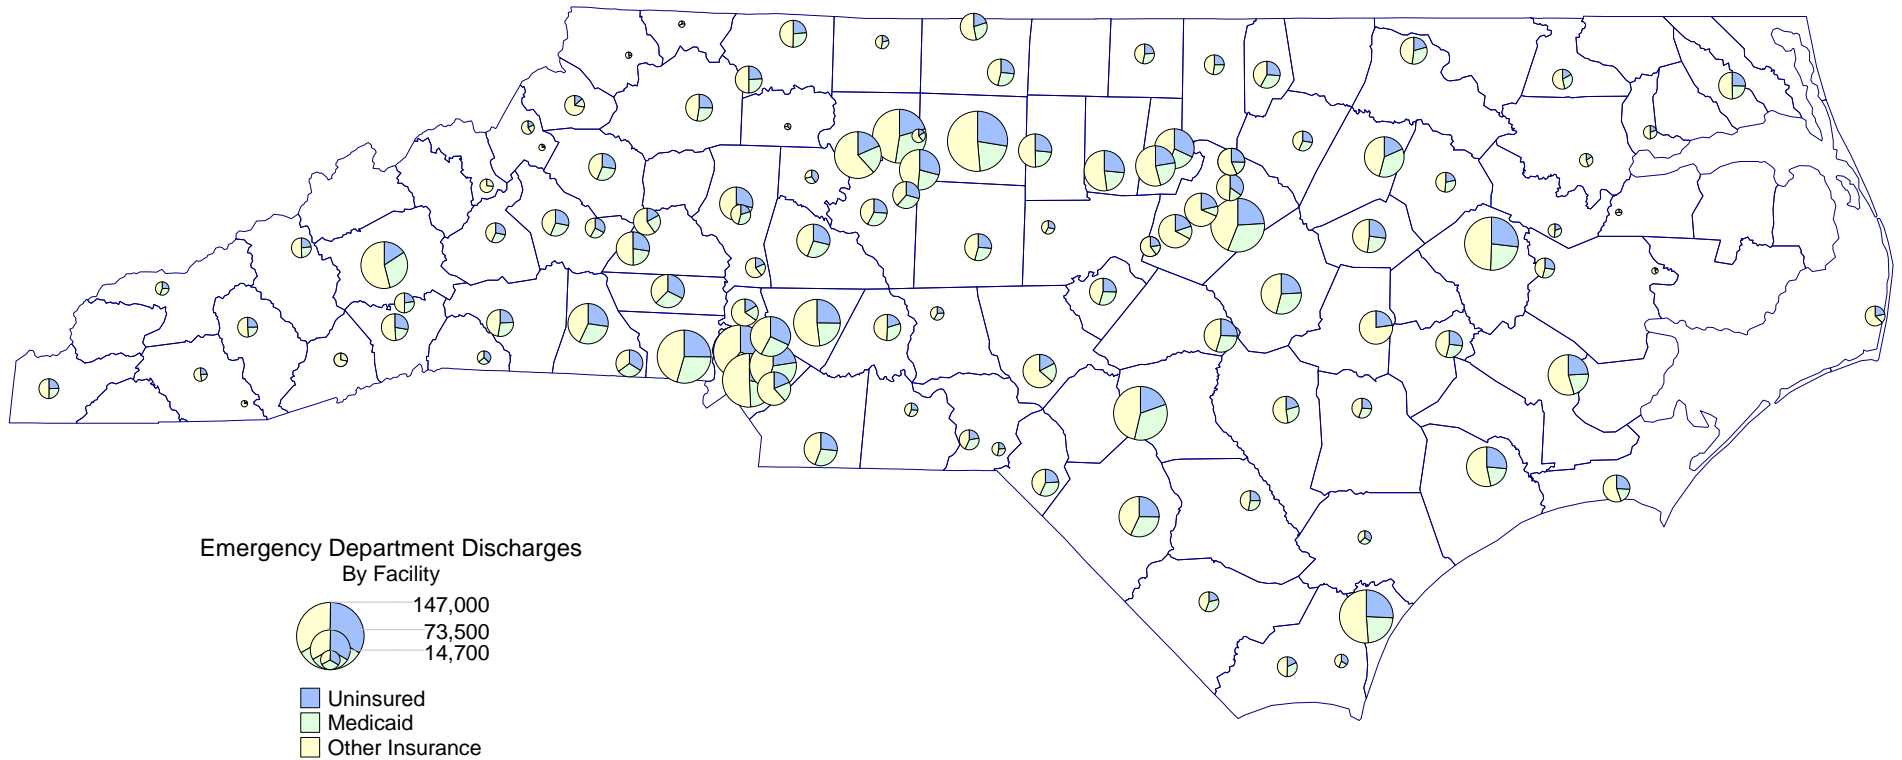 Emergency Department Discharges
By Facility
147,000
73,500
14,700
Uninsured
Medicaid
Other Insurance